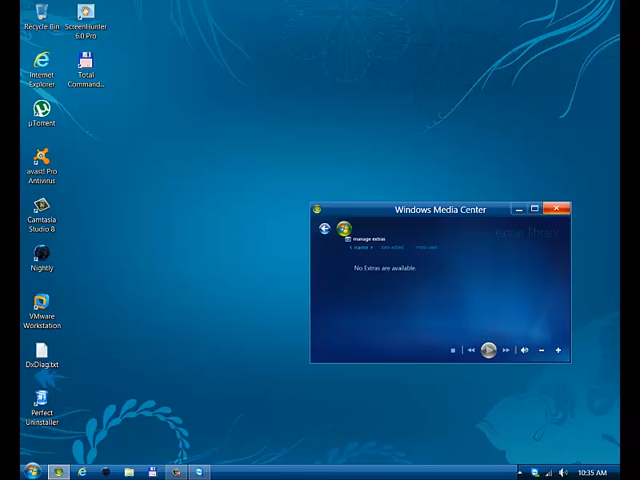 Recycle Bin
ScreenHunter
6.0 Pro
Internet
Explorer
Total
Command...
µTorrent
avast! Pro
Antivirus
Camtasia
Studio 8
Nightly
VMware
Workstation
DxDiag.txt
Perfect
Uninstaller
Windows Media Center
extras library
manage extras
name
date added
most used
No Extras are available.
10:35 AM